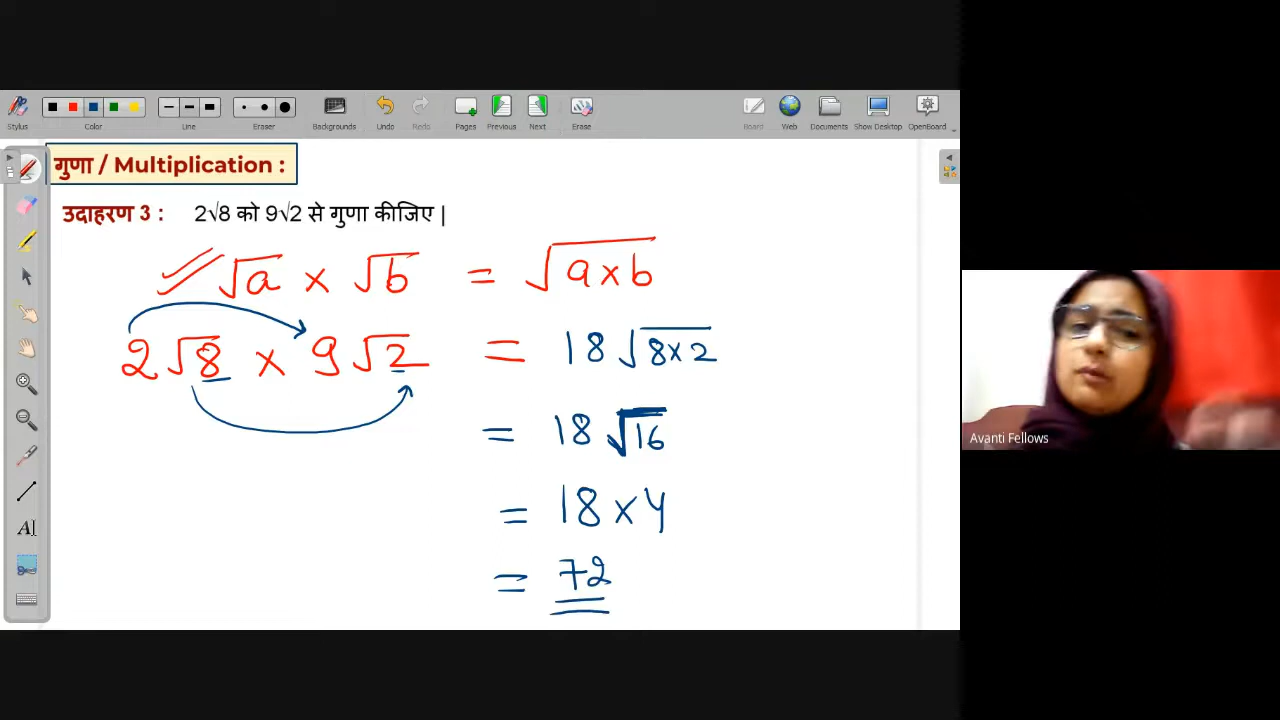 Stylus Color Line Eraser Backgrounds Undo Redo Pages Previous Next Erase Board Web Documents Show Desktop OpenBoard
गुणा / Multiplication :
उदाहरण 3 : 2√8 को 9√2 से गुणा कीजिए |
√a × √b = √a×b
2√8 × 9√2 = 18√8×2
= 18√16
= 18×4
= 72
Avanti Fellows